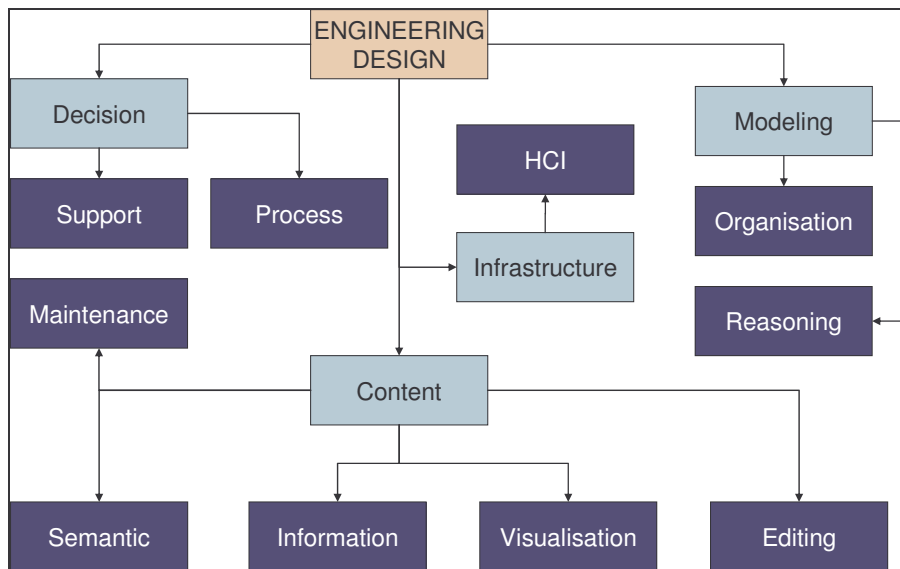 ENGINEERING
DESIGN
Decision
Modeling
HCI
Support
Process
Organisation
Infrastructure
Maintenance
Reasoning
Content
Semantic
Information
Visualisation
Editing